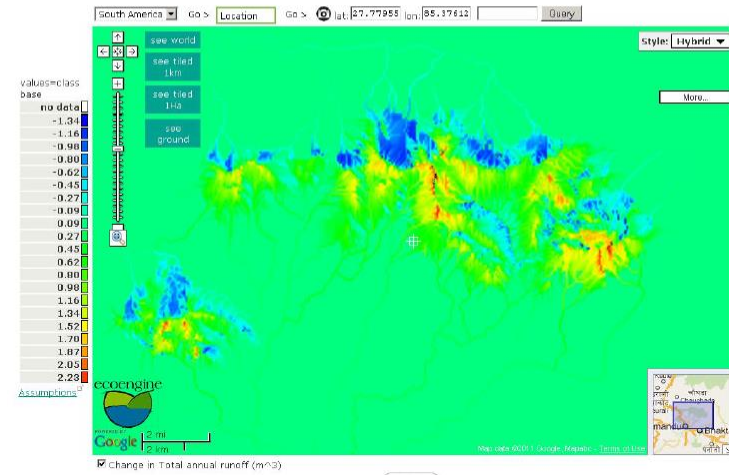 South America Go > Location Go > lat: 27.77955 lon: 85.37612 Query
Style: Hybrid
More...
see world
see tiled
1km
see tiled
1Ha
see
ground
values=class
base
no data
-1.34
-1.16
-0.98
-0.80
-0.62
-0.45
-0.27
-0.09
0.09
0.27
0.45
0.62
0.80
0.98
1.16
1.34
1.52
1.70
1.87
2.05
2.23
Assumptions
ecoengine
POWERED BY
Google
2 mi
2 km
Map data ©2011 Google, Mapabc - Terms of Use
Change in Total annual runoff (m^3)